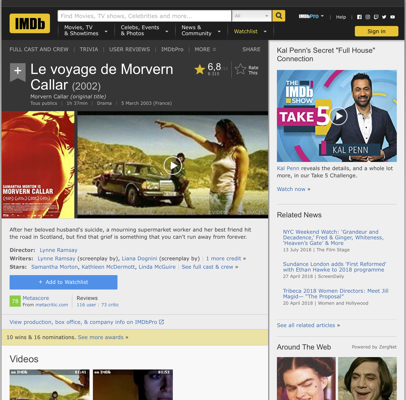 IMDb
Find Movies, TV shows, Celebrities and more...
All
IMDbPro
Help
Movies, TV
& Showtimes
Celebs, Events
& Photos
News &
Community
Watchlist
Sign in
FULL CAST AND CREW | TRIVIA | USER REVIEWS | IMDbPro | MORE
SHARE
Le voyage de Morvern
Callar (2002)
Morvern Callar (original title)
Tous publics | 1h 37min | Drama | 5 March 2003 (France)
6,8
Rate
This
SAMANTHA MORTON IS
MORVERN CALLAR
After her beloved husband's suicide, a mourning supermarket worker and her best friend hit
the road in Scotland, but find that grief is something that you can't run away from forever.
Director: Lynne Ramsay
Writers: Lynne Ramsay (screenplay by), Liana Dognini (screenplay by) | 1 more credit »
Stars: Samantha Morton, Kathleen McDermott, Linda McGuire | See full cast & crew »
+ Add to Watchlist
78
Metascore
From metacritic.com
Reviews
116 user | 73 critic
View production, box office, & company info on IMDbPro
10 wins & 16 nominations. See more awards »
Videos
Kal Penn's Secret "Full House"
Connection
THE
IMDb
SHOW
TAKE 5
KAL PENN
Kal Penn reveals the details, and a whole lot
more, in our Take 5 Challenge.
Watch now »
Related News
NYC Weekend Watch: 'Grandeur and
Decadence,' Fred & Ginger, Whiteness,
'Heaven's Gate' & More
13 July 2018 | The Film Stage
Sundance London adds 'First Reformed'
with Ethan Hawke to 2018 programme
27 April 2018 | ScreenDaily
Tribeca 2018 Women Directors: Meet Jill
Magid— "The Proposal"
20 April 2018 | Women and Hollywood
See all related articles »
Around The Web
Powered by ZergNet